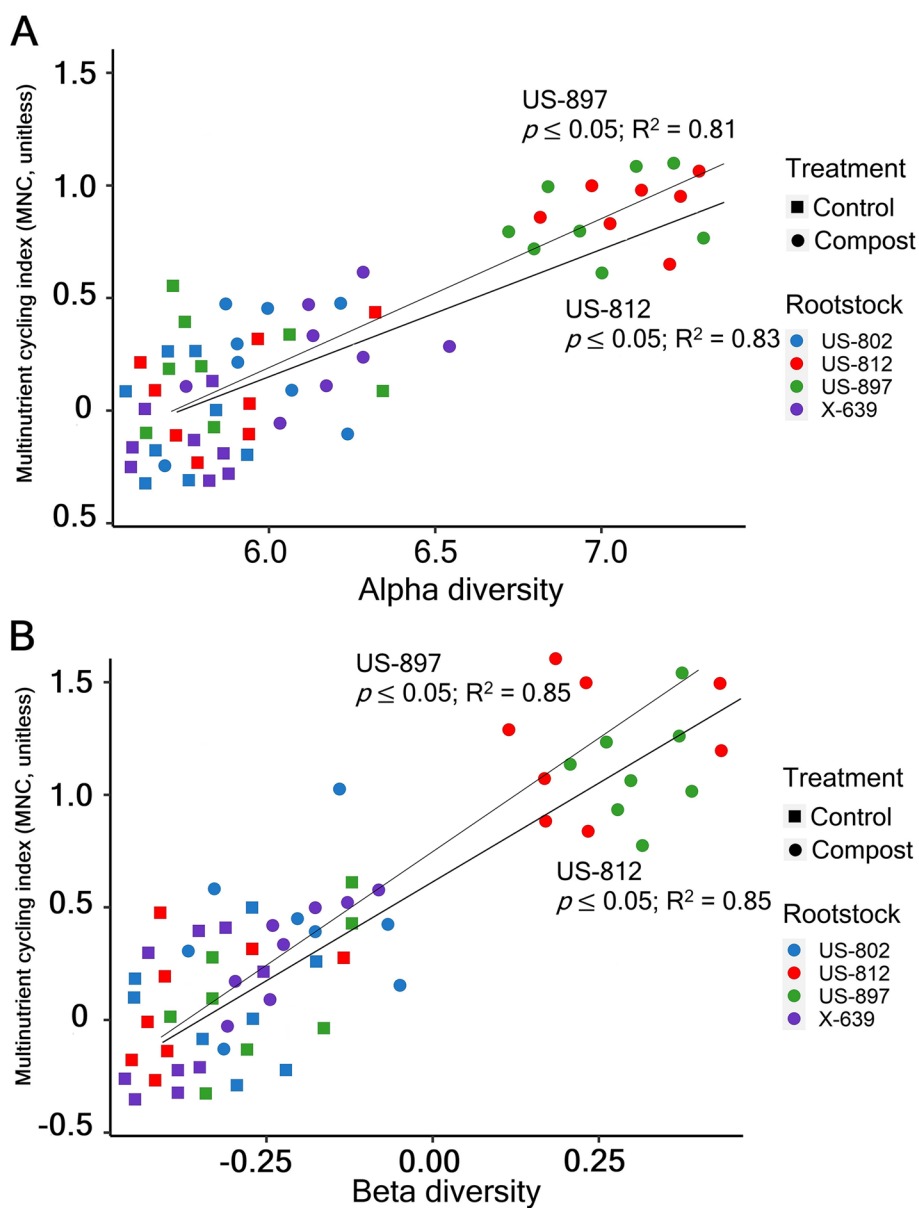 A
Multinutrient cycling index (MNC, unitless)
1.5
1.0
0.5
0
0.5
US-897
p ≤ 0.05; R² = 0.81
US-812
p ≤ 0.05; R² = 0.83
6.0
6.5
7.0
Alpha diversity
Treatment
Control
Compost
Rootstock
US-802
US-812
US-897
X-639
B
Multinutrient cycling index (MNC, unitless)
1.5
1.0
0.5
0
-0.5
US-897
p ≤ 0.05; R² = 0.85
US-812
p ≤ 0.05; R² = 0.85
-0.25
0.00
0.25
Beta diversity
Treatment
Control
Compost
Rootstock
US-802
US-812
US-897
X-639